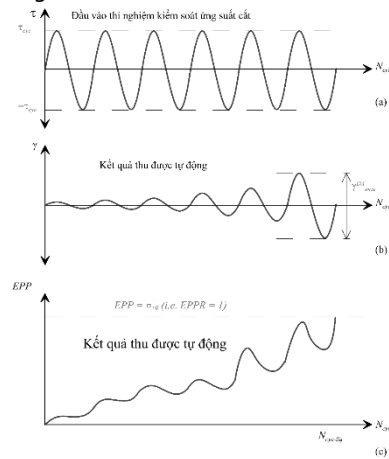 τ Đầu vào thí nghiệm kiểm soát ứng suất cắt
τcyc
Ncyc
−τcyc
(a)
γ
Kết quả thu được tự động
Ncyc
(b)
EPP
EPP = σ'v0 (i.e. EPPR = 1)
Kết quả thu được tự động
Ncyc
(c)